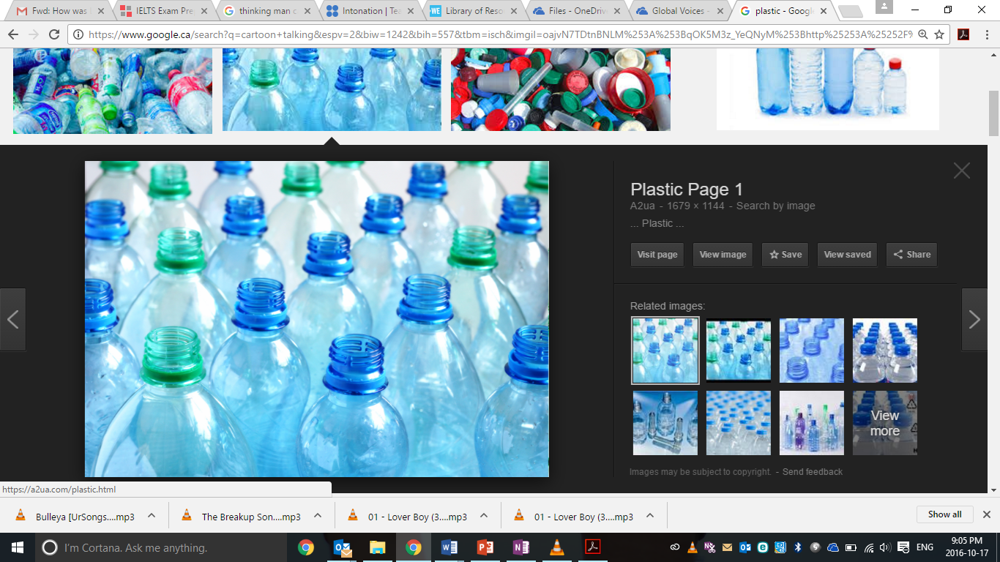 Fwd: How was
IELTS Exam Pre
thinking man c
Intonation | Tea
Library of Reso
Files - OneDriv
Global Voices -
plastic - Google
https://www.google.ca/search?q=cartoon+talking&espv=2&biw=1242&bih=557&tbm=isch&imgil=oajvN7TDtnBNLM%253A%253BqOK5M3z_YeQNyM%253Bhttp%25253A%25252F%
Plastic Page 1
A2ua - 1679 × 1144 - Search by image
... Plastic ...
Visit page
View image
Save
View saved
Share
Related images:
View
more
Images may be subject to copyright. - Send feedback
https://a2ua.com/plastic.html
Bulleya [UrSongs....mp3
The Breakup Son....mp3
01 - Lover Boy (3....mp3
01 - Lover Boy (3....mp3
Show all
I'm Cortana. Ask me anything.
ENG
9:05 PM
2016-10-17